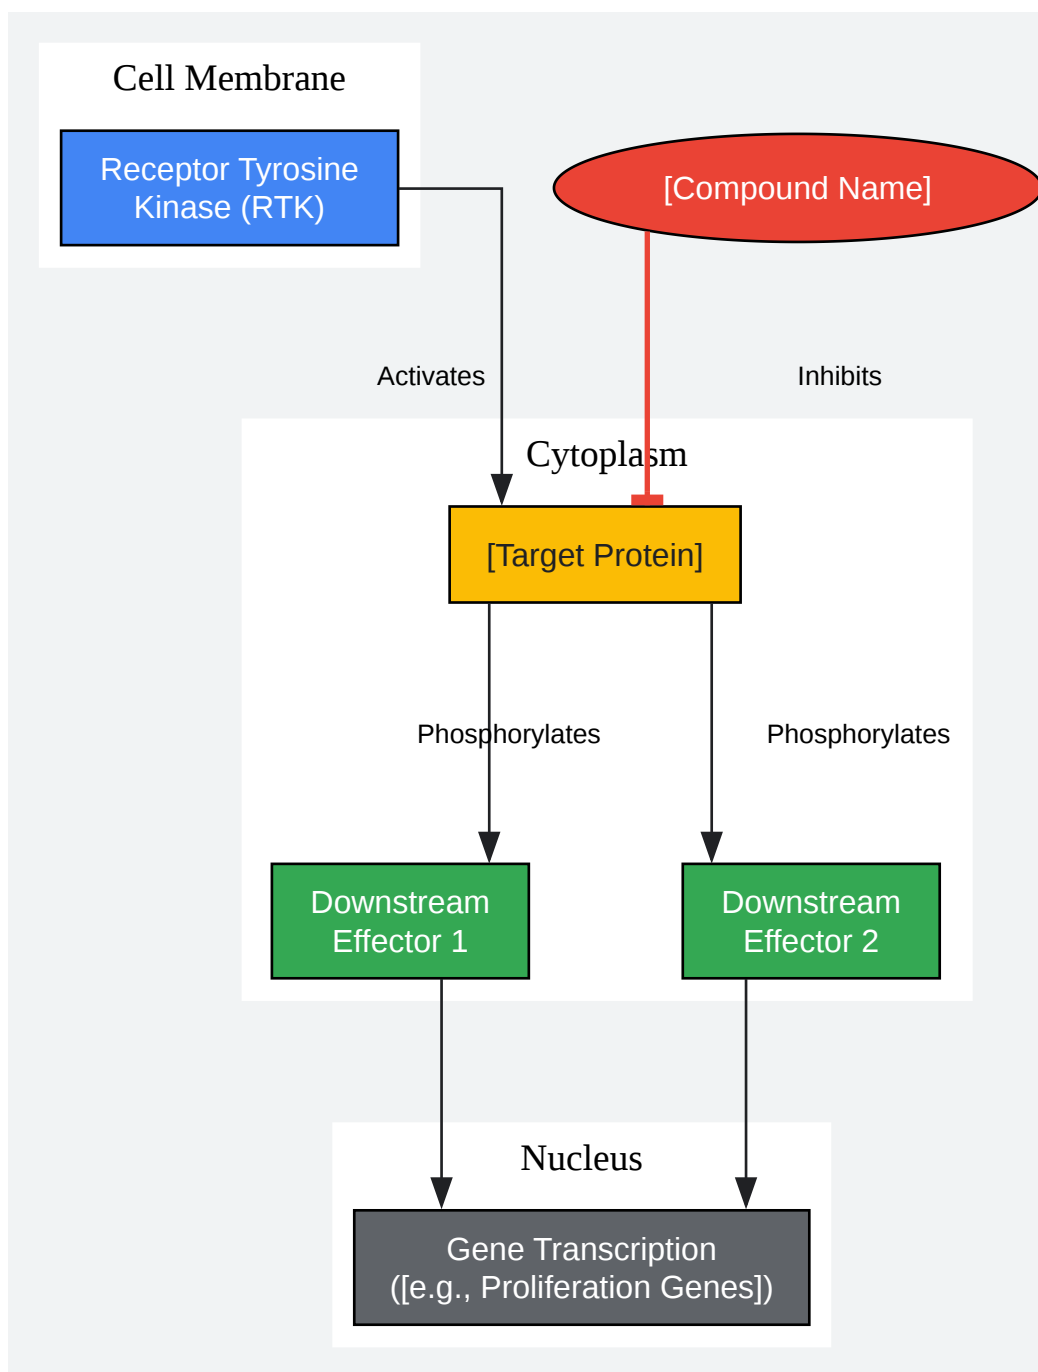 Cell Membrane
Receptor Tyrosine
Kinase (RTK)
[Compound Name]
Activates
Inhibits
Cytoplasm
[Target Protein]
Phosphorylates
Phosphorylates
Downstream
Effector 1
Downstream
Effector 2
Nucleus
Gene Transcription
([e.g., Proliferation Genes])